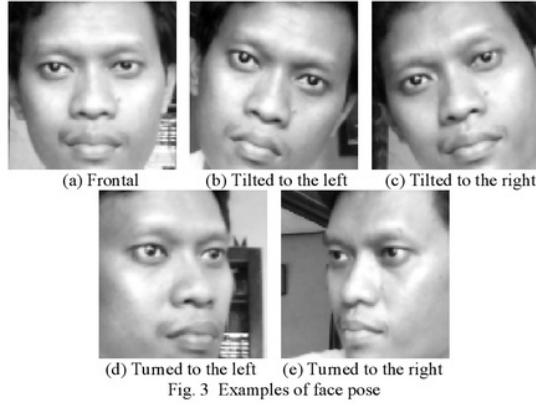 (a) Frontal (b) Tilted to the left (c) Tilted to the right
(d) Turned to the left (e) Turned to the right
Fig. 3 Examples of face pose